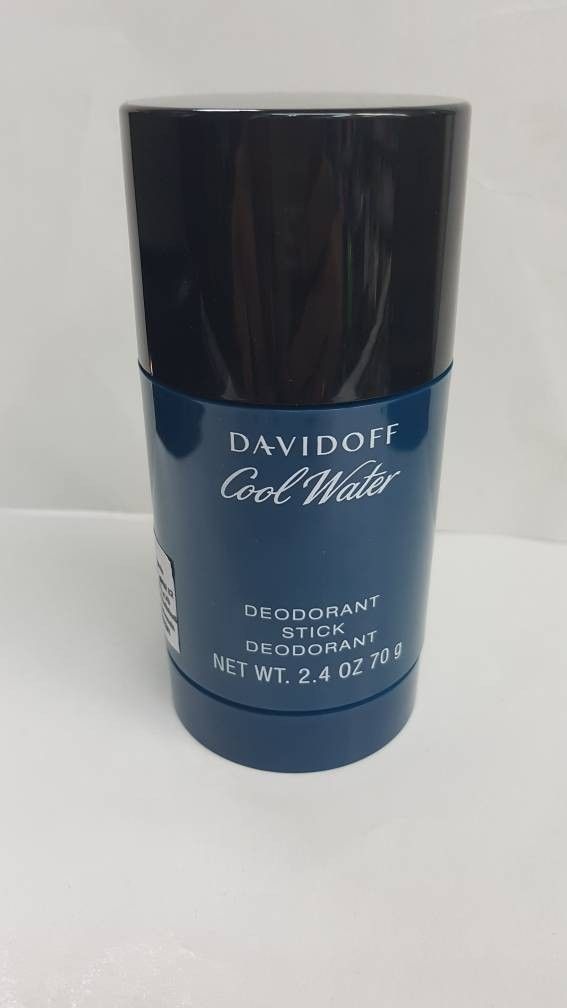 DAVIDOFF
Cool Water
DEODORANT
STICK
DEODORANT
NET WT. 2.4 OZ 70 g